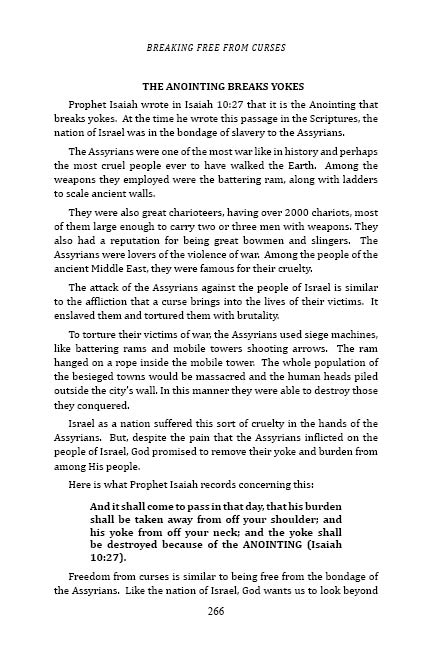 BREAKING FREE FROM CURSES
THE ANOINTING BREAKS YOKES
Prophet Isaiah wrote in Isaiah 10:27 that it is the Anointing that
breaks yokes. At the time he wrote this passage in the Scriptures, the
nation of Israel was in the bondage of slavery to the Assyrians.
The Assyrians were one of the most war like in history and perhaps
the most cruel people ever to have walked the Earth. Among the
weapons they employed were the battering ram, along with ladders
to scale ancient walls.
They were also great charioteers, having over 2000 chariots, most
of them large enough to carry two or three men with weapons. They
also had a reputation for being great bowmen and slingers. The
Assyrians were lovers of the violence of war. Among the people of the
ancient Middle East, they were famous for their cruelty.
The attack of the Assyrians against the people of Israel is similar
to the affliction that a curse brings into the lives of their victims. It
enslaved them and tortured them with brutality.
To torture their victims of war, the Assyrians used siege machines,
like battering rams and mobile towers shooting arrows. The ram
hanged on a rope inside the mobile tower. The whole population of
the besieged towns would be massacred and the human heads piled
outside the city's wall. In this manner they were able to destroy those
they conquered.
Israel as a nation suffered this sort of cruelty in the hands of the
Assyrians. But, despite the pain that the Assyrians inflicted on the
people of Israel, God promised to remove their yoke and burden from
among His people.
Here is what Prophet Isaiah records concerning this:
And it shall come to pass in that day, that his burden
shall be taken away from off your shoulder; and
his yoke from off your neck; and the yoke shall
be destroyed because of the ANOINTING (Isaiah
10:27).
Freedom from curses is similar to being free from the bondage of
the Assyrians. Like the nation of Israel, God wants us to look beyond
266